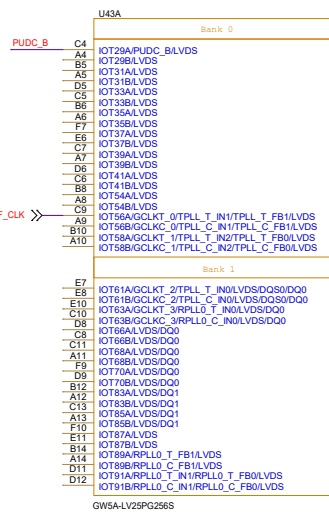 U43A
Bank 0
PUDC_B C4 IOT29A/PUDC_B/LVDS
A4 IOT29B/LVDS
B5 IOT31A/LVDS
A5 IOT31B/LVDS
D5 IOT33A/LVDS
C5 IOT33B/LVDS
B6 IOT35A/LVDS
A6 IOT35B/LVDS
F7 IOT37A/LVDS
E6 IOT37B/LVDS
C7 IOT39A/LVDS
A7 IOT39B/LVDS
D6 IOT41A/LVDS
C6 IOT41B/LVDS
B8 IOT54A/LVDS
A8 IOT54B/LVDS
F_CLK C9 IOT56A/GCLKT_0/TPLL_T_IN1/TPLL_T_FB1/LVDS
A9 IOT56B/GCLKC_0/TPLL_C_IN1/TPLL_C_FB1/LVDS
B10 IOT58A/GCLKT_1/TPLL_T_IN2/TPLL_T_FB0/LVDS
A10 IOT58B/GCLKC_1/TPLL_C_IN2/TPLL_C_FB0/LVDS
Bank 1
E7 IOT61A/GCLKT_2/TPLL_T_IN0/LVDS/DQS0/DQ0
E8 IOT61B/GCLKC_2/TPLL_C_IN0/LVDS/DQS0/DQ0
E10 IOT63A/GCLKT_3/RPLL0_T_IN0/LVDS/DQ0
C10 IOT63B/GCLKC_3/RPLL0_C_IN0/LVDS/DQ0
D8 IOT66A/LVDS/DQ0
C8 IOT66B/LVDS/DQ0
C11 IOT68A/LVDS/DQ0
A11 IOT68B/LVDS/DQ0
F9 IOT70A/LVDS/DQ0
D9 IOT70B/LVDS/DQ0
B12 IOT83A/LVDS/DQ1
A12 IOT83B/LVDS/DQ1
C13 IOT85A/LVDS/DQ1
A13 IOT85B/LVDS/DQ1
F10 IOT87A/LVDS
E11 IOT87B/LVDS
B14 IOT89A/RPLL0_T_FB1/LVDS
A14 IOT89B/RPLL0_C_FB1/LVDS
D11 IOT91A/RPLL0_T_IN1/RPLL0_T_FB0/LVDS
D12 IOT91B/RPLL0_C_IN1/RPLL0_C_FB0/LVDS
GW5A-LV25PG256S